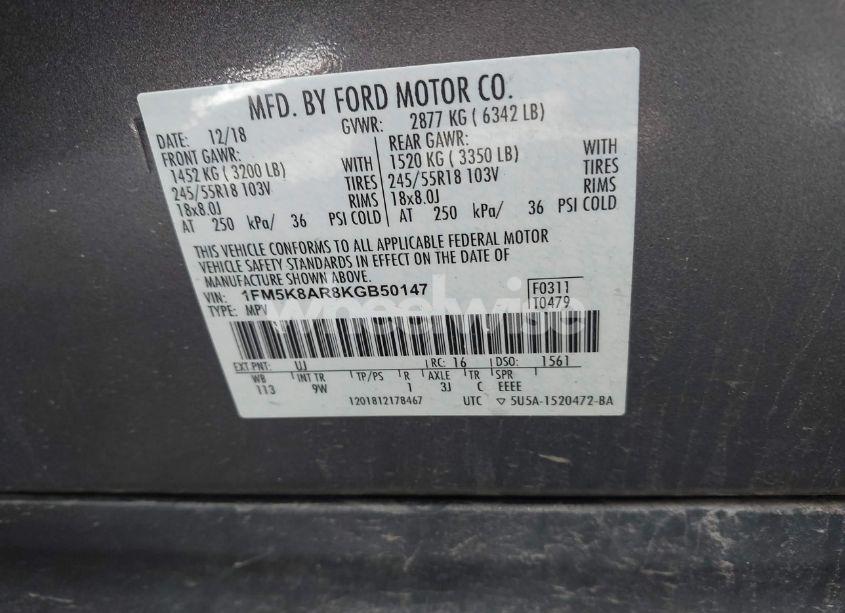 MFD. BY FORD MOTOR CO.
DATE: 12/18 GVWR: 2877 KG ( 6342 LB)
FRONT GAWR: REAR GAWR:
1452 KG ( 3200 LB) WITH 1520 KG ( 3350 LB) WITH
245/55R18 103V TIRES 245/55R18 103V TIRES
18x8.0J RIMS 18x8.0J RIMS
AT 250 kPa/ 36 PSI COLD AT 250 kPa/ 36 PSI COLD
THIS VEHICLE CONFORMS TO ALL APPLICABLE FEDERAL MOTOR
VEHICLE SAFETY STANDARDS IN EFFECT ON THE DATE OF
MANUFACTURE SHOWN ABOVE.
VIN: 1FM5K8AR8KGB50147 F0311
TYPE: MPV T0479
wheelwise
EXT PNT: UJ RC: 16 DSO: 1561
WB INT TR TP/PS R AXLE TR SPR
113 9W 1 3J C EEEE
1201812178467 UTC ▽ 5U5A-1520472-BA